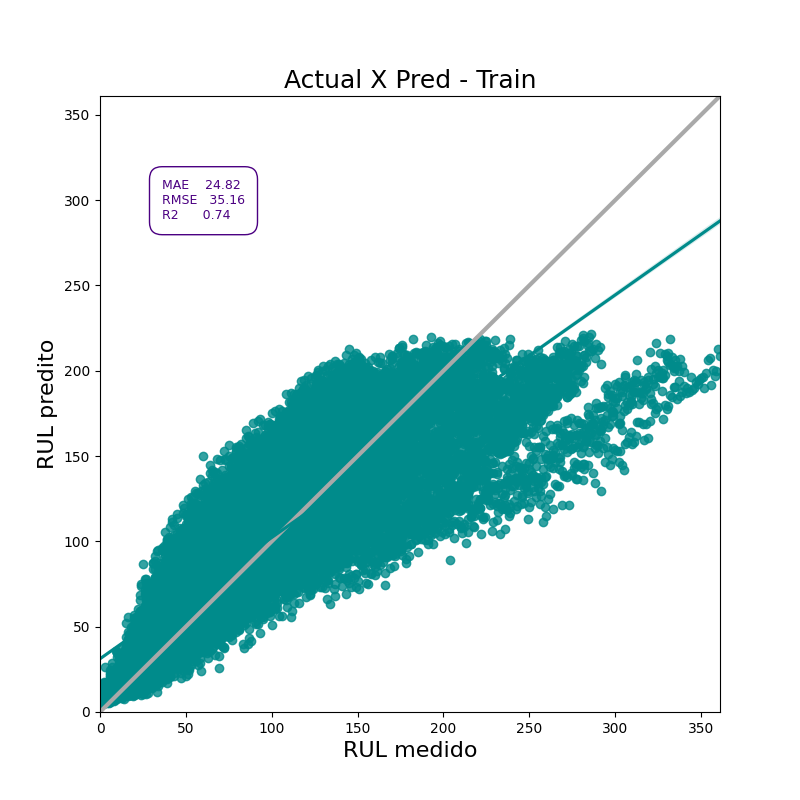 Actual X Pred - Train
350
300
250
200
150
100
50
0
RUL predito
MAE 24.82
RMSE 35.16
R2 0.74
0 50 100 150 200 250 300 350
RUL medido